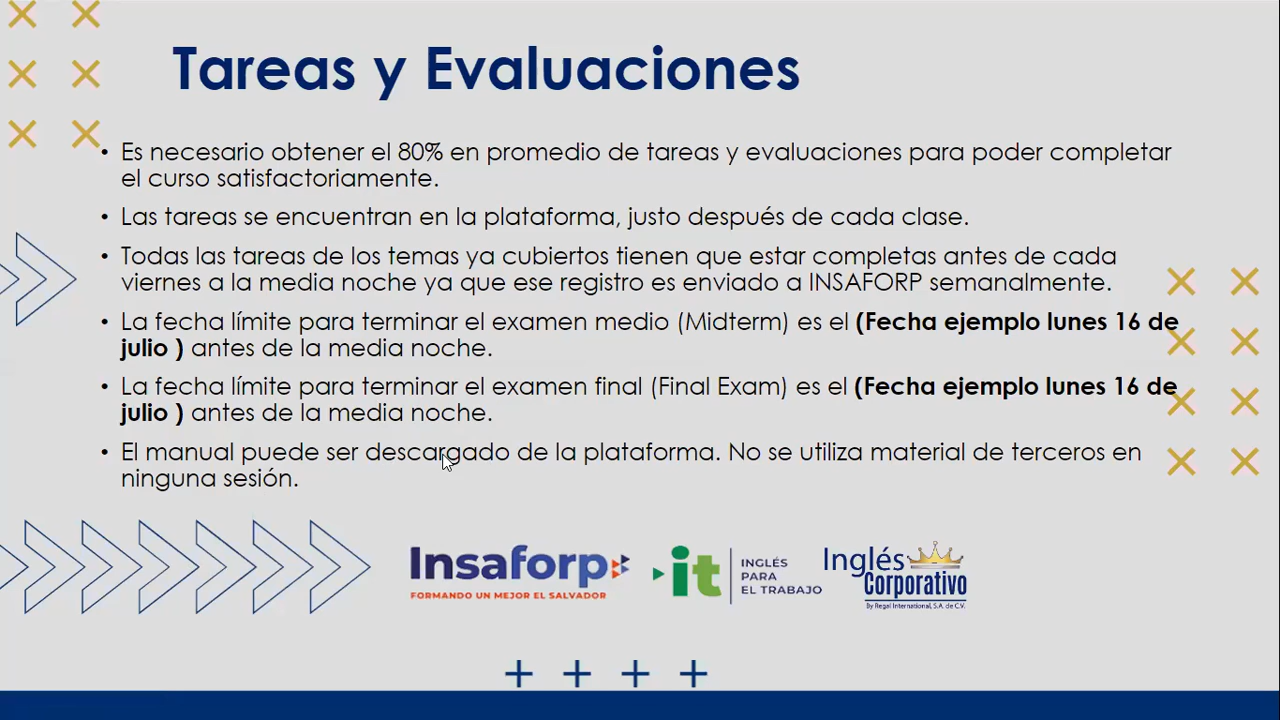 Tareas y Evaluaciones
• Es necesario obtener el 80% en promedio de tareas y evaluaciones para poder completar
el curso satisfactoriamente.
• Las tareas se encuentran en la plataforma, justo después de cada clase.
• Todas las tareas de los temas ya cubiertos tienen que estar completas antes de cada
viernes a la media noche ya que ese registro es enviado a INSAFORP semanalmente.
• La fecha límite para terminar el examen medio (Midterm) es el (Fecha ejemplo lunes 16 de
julio ) antes de la media noche.
• La fecha límite para terminar el examen final (Final Exam) es el (Fecha ejemplo lunes 16 de
julio ) antes de la media noche.
• El manual puede ser descargado de la plataforma. No se utiliza material de terceros en
ninguna sesión.
Insaforp
FORMANDO UN MEJOR EL SALVADOR
it
INGLÉS
PARA
EL TRABAJO
Inglés
Corporativo
By Regal International, S.A. de C.V.